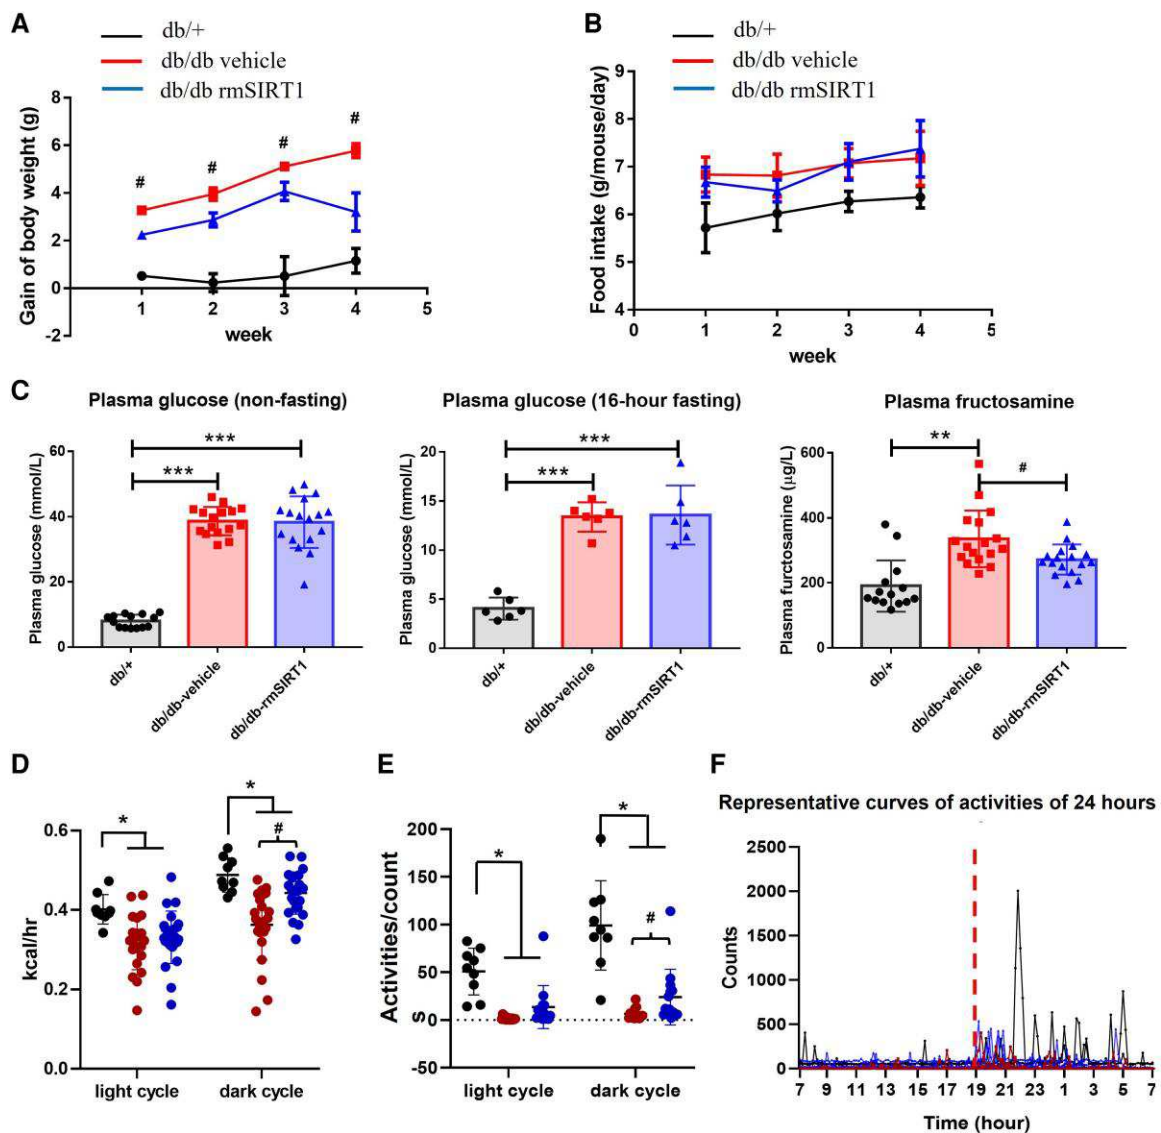 A
db/+
db/db vehicle
db/db rmSIRT1
Gain of body weight (g)
8
6
4
2
0
-2
#
#
#
#
1
2
3
4
5
week
B
db/+
db/db vehicle
db/db rmSIRT1
Food intake (g/mouse/day)
9
8
7
6
5
4
0
1
2
3
4
5
week
C
Plasma glucose (non-fasting)
Plasma glucose (mmol/L)
60
40
20
0
***
***
db/+
db/db-vehicle
db/db-rmSIRT1
Plasma glucose (16-hour fasting)
Plasma glucose (mmol/L)
20
15
10
5
0
***
***
db/+
db/db-vehicle
db/db-rmSIRT1
Plasma fructosamine
Plasma furctosamine (μg/L)
600
400
200
0
**
#
db/+
db/db-vehicle
db/db-rmSIRT1
D
kcal/hr
0.6
0.4
0.2
0.0
*
*
#
light cycle
dark cycle
E
Activities/count
s
200
150
100
50
0
-50
*
*
#
light cycle
dark cycle
F
Representative curves of activities of 24 hours
Counts
2500
2000
1500
1000
500
0
7
9
11
13
15
17
19
21
23
1
3
5
7
Time (hour)